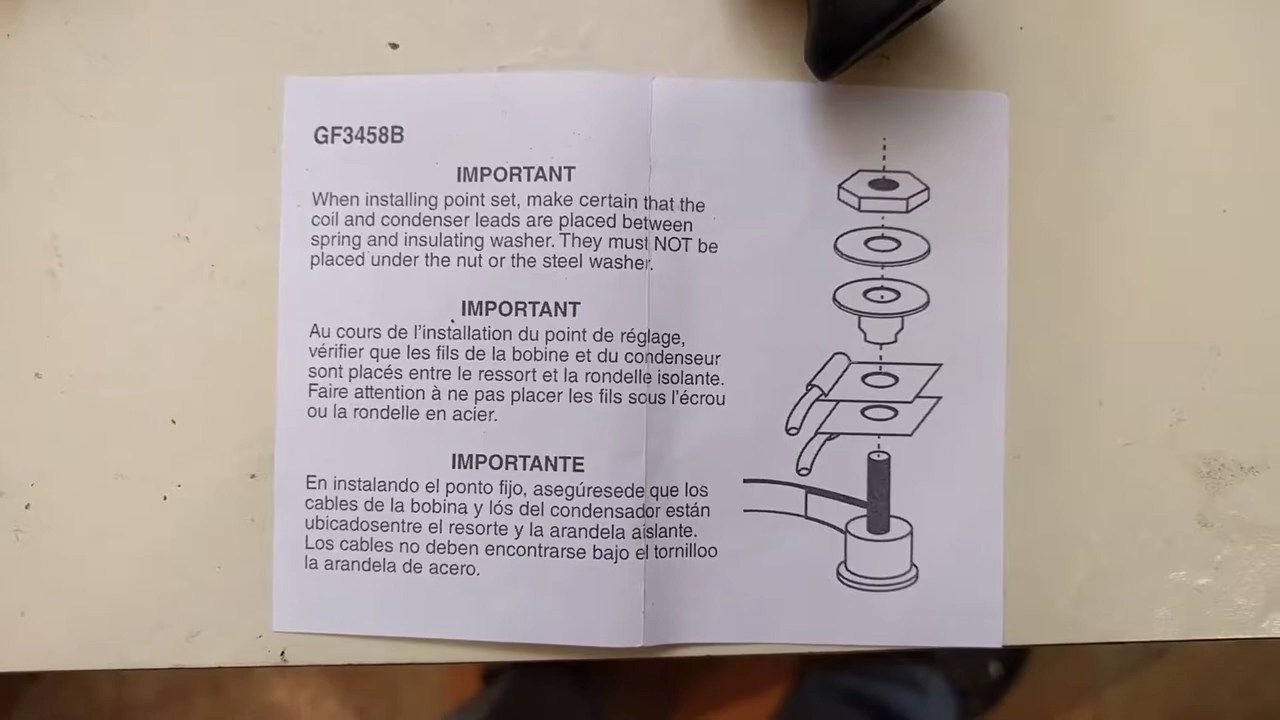 GF3458B
IMPORTANT
When installing point set, make certain that the
coil and condenser leads are placed between
spring and insulating washer. They must NOT be
placed under the nut or the steel washer.
IMPORTANT
Au cours de l'installation du point de réglage,
vérifier que les fils de la bobine et du condenseur
sont placés entre le ressort et la rondelle isolante.
Faire attention à ne pas placer les fils sous l'écrou
ou la rondelle en acier.
IMPORTANTE
En instalando el ponto fijo, asegúresede que los
cables de la bobina y lós del condensador están
ubicadosentre el resorte y la arandela aislante.
Los cables no deben encontrarse bajo el tornilloo
la arandela de acero.